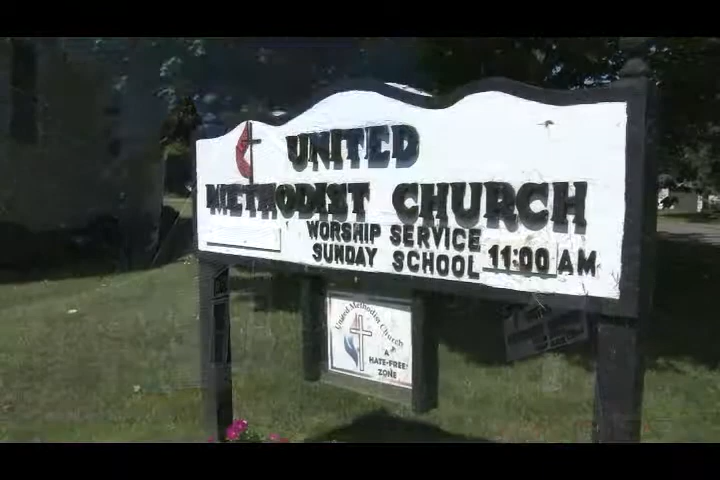 UNITED
METHODIST CHURCH
WORSHIP SERVICE
SUNDAY SCHOOL 11:00 AM
United Methodist Church
A
HATE-FREE
ZONE